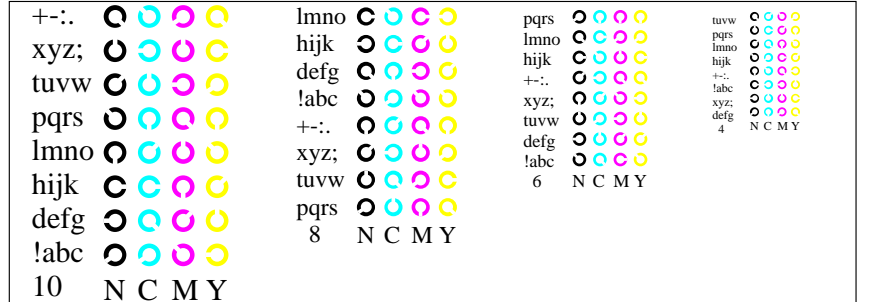 +-:.
xyz;
tuvw
pqrs
lmno
hijk
defg
!abc
10 N C M Y
lmno
hijk
defg
!abc
+-:.
xyz;
tuvw
pqrs
8 N C M Y
pqrs
lmno
hijk
+-:.
xyz;
tuvw
defg
!abc
6 N C M Y
tuvw
pqrs
lmno
hijk
+-:.
!abc
xyz;
defg
4 N C M Y